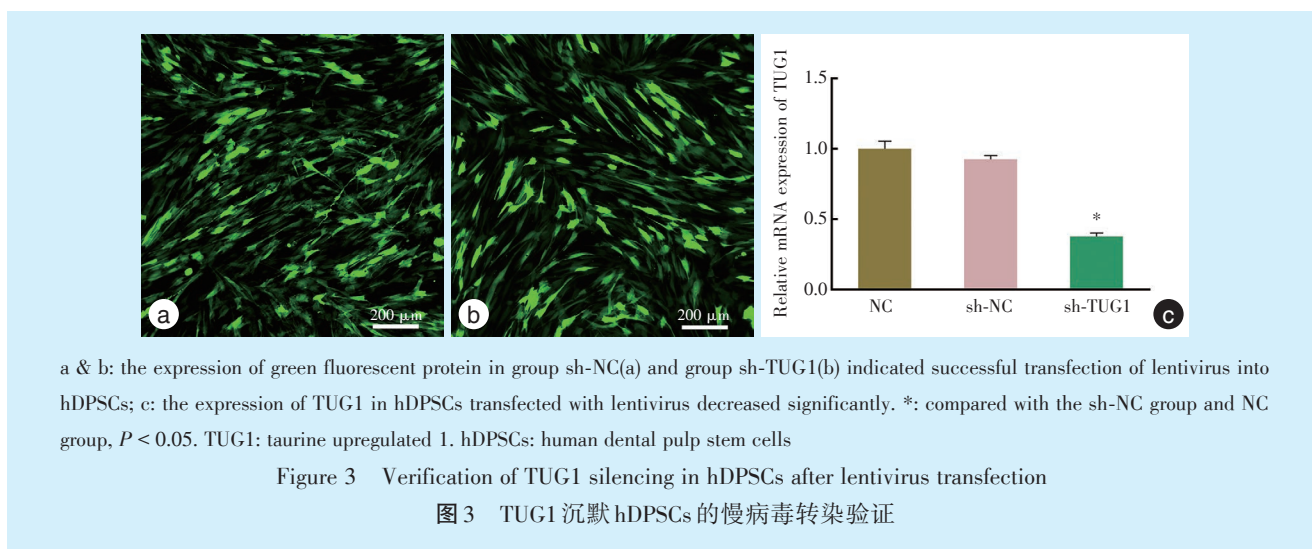 Relative mRNA expression of TUG1
1.5
1.0
0.5
0.0
*
NC sh-NC sh-TUG1
a
200 μm
b
200 μm
c
a & b: the expression of green fluorescent protein in group sh-NC(a) and group sh-TUG1(b) indicated successful transfection of lentivirus into
hDPSCs; c: the expression of TUG1 in hDPSCs transfected with lentivirus decreased significantly. *: compared with the sh-NC group and NC
group, P < 0.05. TUG1: taurine upregulated 1. hDPSCs: human dental pulp stem cells
Figure 3 Verification of TUG1 silencing in hDPSCs after lentivirus transfection
图3 TUG1沉默hDPSCs的慢病毒转染验证